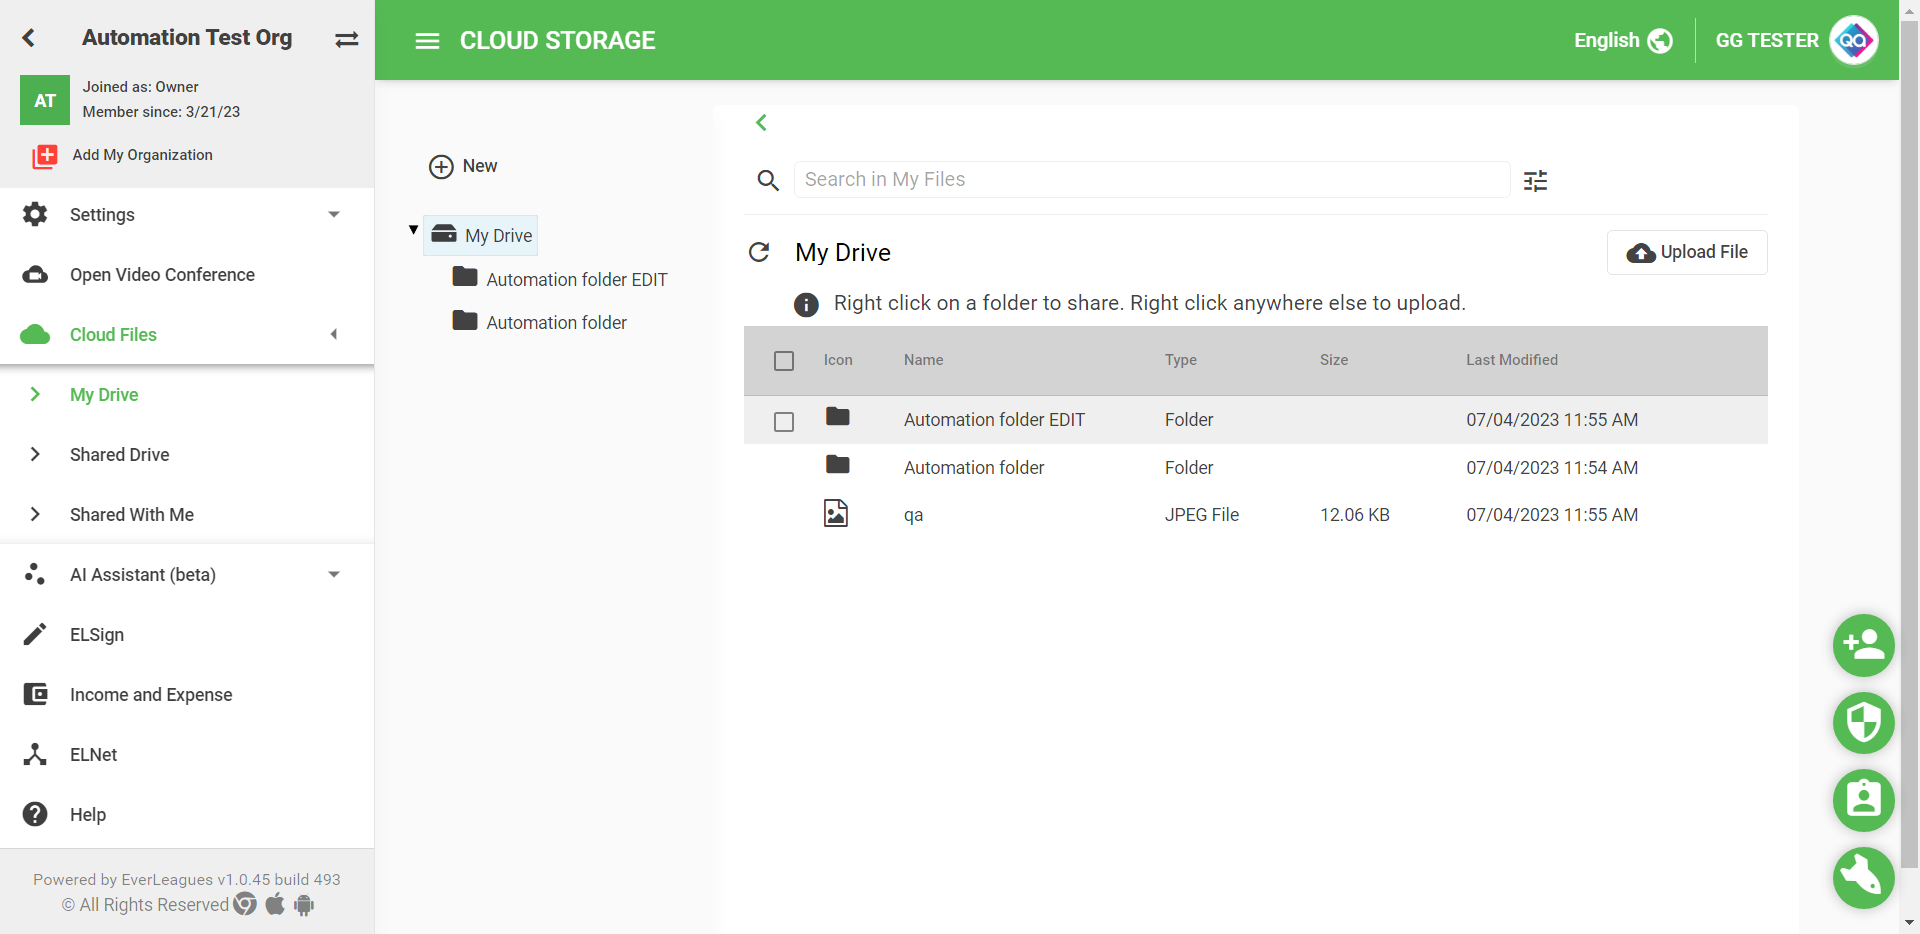 Automation Test Org
AT
Joined as: Owner
Member since: 3/21/23
Add My Organization
Settings
Open Video Conference
Cloud Files
My Drive
Shared Drive
Shared With Me
AI Assistant (beta)
ELSign
Income and Expense
ELNet
Help
Powered by EverLeagues v1.0.45 build 493
© All Rights Reserved
CLOUD STORAGE
English
GG TESTER
QA
New
My Drive
Automation folder EDIT
Automation folder
Search in My Files
My Drive
Upload File
Right click on a folder to share. Right click anywhere else to upload.
Icon Name Type Size Last Modified
Automation folder EDIT Folder 07/04/2023 11:55 AM
Automation folder Folder 07/04/2023 11:54 AM
qa JPEG File 12.06 KB 07/04/2023 11:55 AM